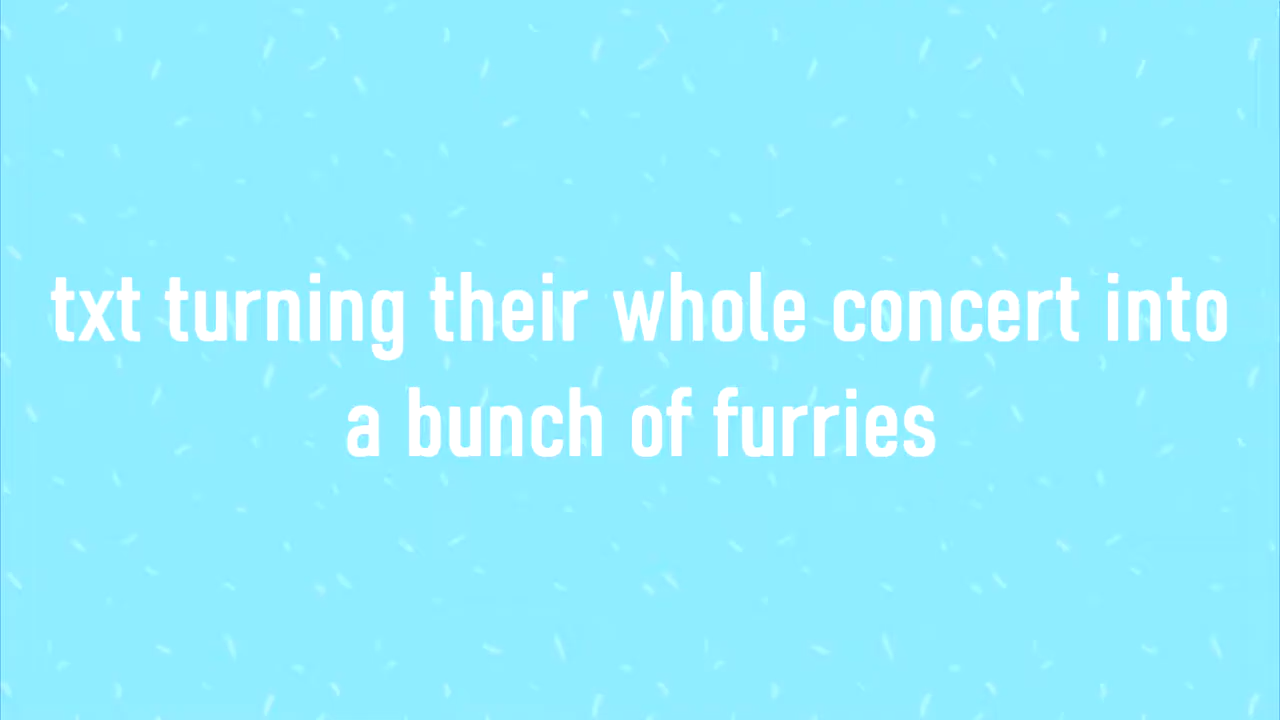 txt turning their whole concert into
a bunch of furries